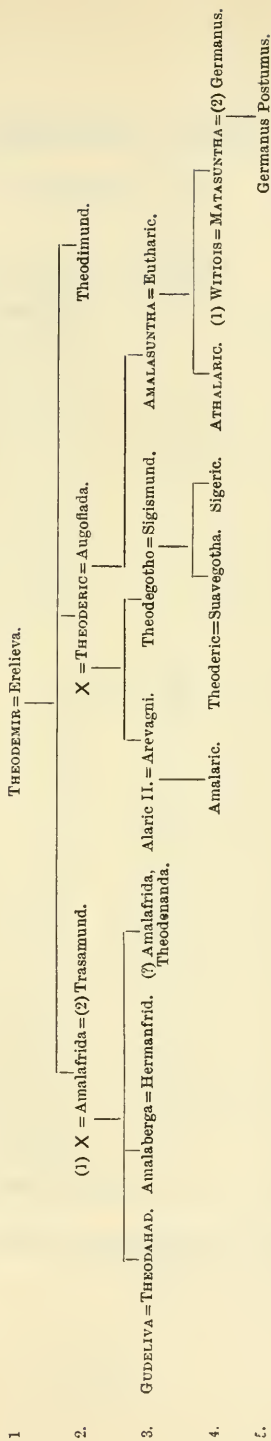 1 THEODEMIR=Erelieva.
2. (1) X=Amalafrida=(2) Trasamund. X=THEODERIC=Augoflada. Theodimund.
3. GUDELIVA=THEODAHAD. Amalaberga=Hermanfrid. (?) Amalafrida, Alaric II.=Arevagni. Theodegotho=Sigismund. AMALASUNTHA=Eutharic.
Theodenanda.
4. Amalaric. Theoderic=Suavegotha. Sigeric. ATHALARIC. (1) WITIGIS=MATASUNTHA=(2) Germanus.
Germanus Postumus.